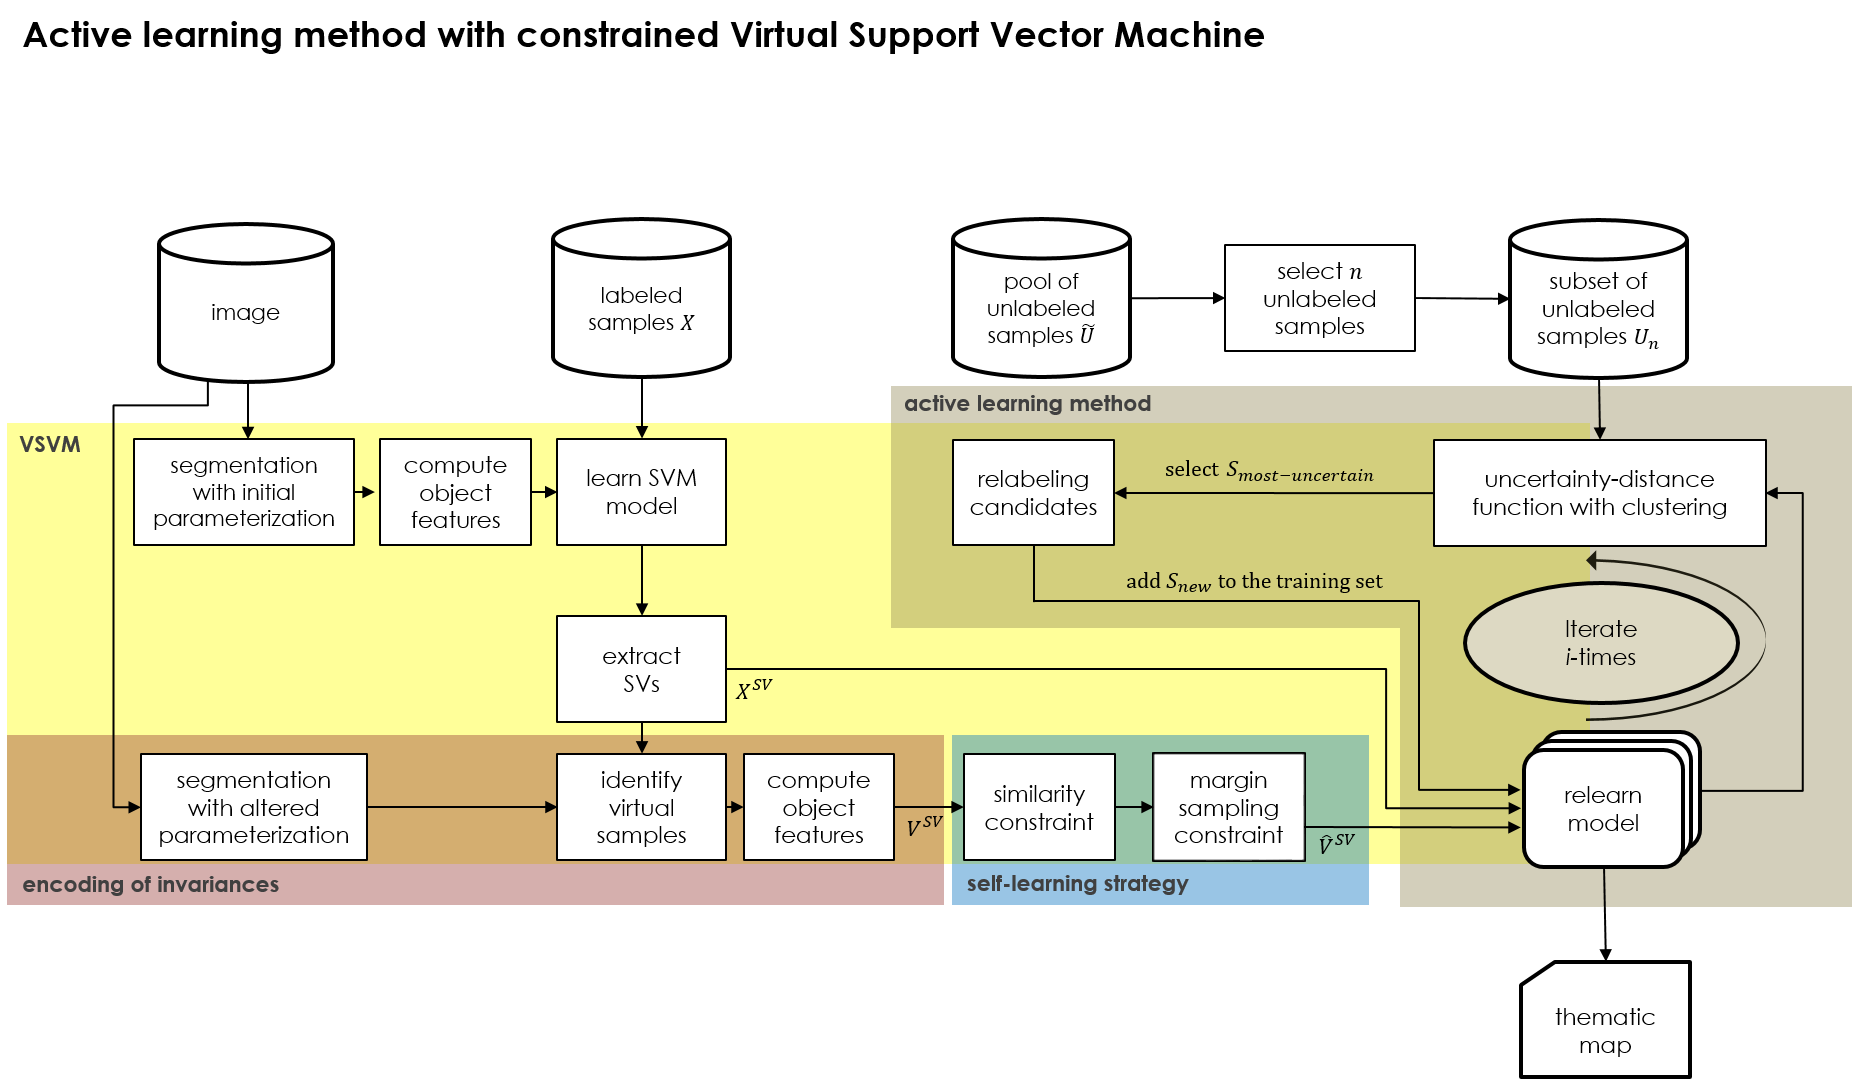 Active learning method with constrained Virtual Support Vector Machine
image
labeled
samples X
pool of
unlabeled
samples Ũ
select n
unlabeled
samples
subset of
unlabeled
samples Uₙ
active learning method
VSVM
segmentation
with initial
parameterization
compute
object
features
learn SVM
model
relabeling
candidates
select S_{most−uncertain}
uncertainty-distance
function with clustering
add S_{new} to the training set
Iterate
i-times
extract
SVs
X^{SV}
segmentation
with altered
parameterization
identify
virtual
samples
compute
object
features
V^{SV}
similarity
constraint
margin
sampling
constraint
V̂^{SV}
relearn
model
encoding of invariances
self-learning strategy
thematic
map